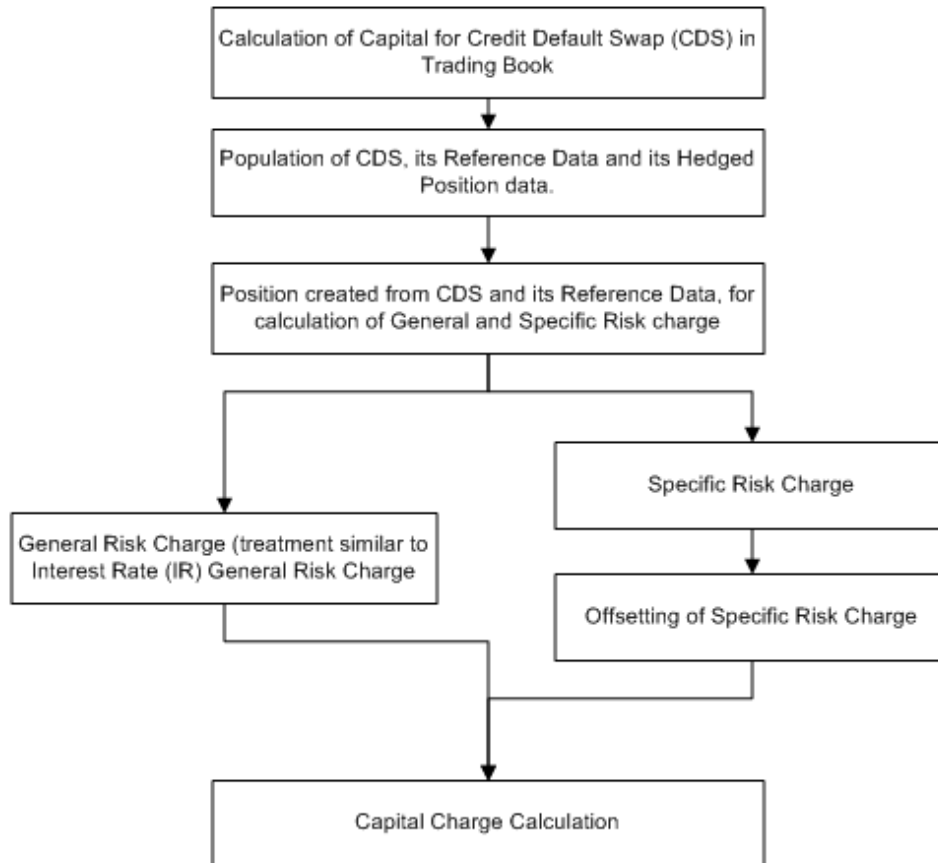 Calculation of Capital for Credit Default Swap (CDS) in
Trading Book
Population of CDS, its Reference Data and its Hedged
Position data.
Position created from CDS and its Reference Data, for
calculation of General and Specific Risk charge
Specific Risk Charge
General Risk Charge (treatment similar to
Interest Rate (IR) General Risk Charge
Offsetting of Specific Risk Charge
Capital Charge Calculation